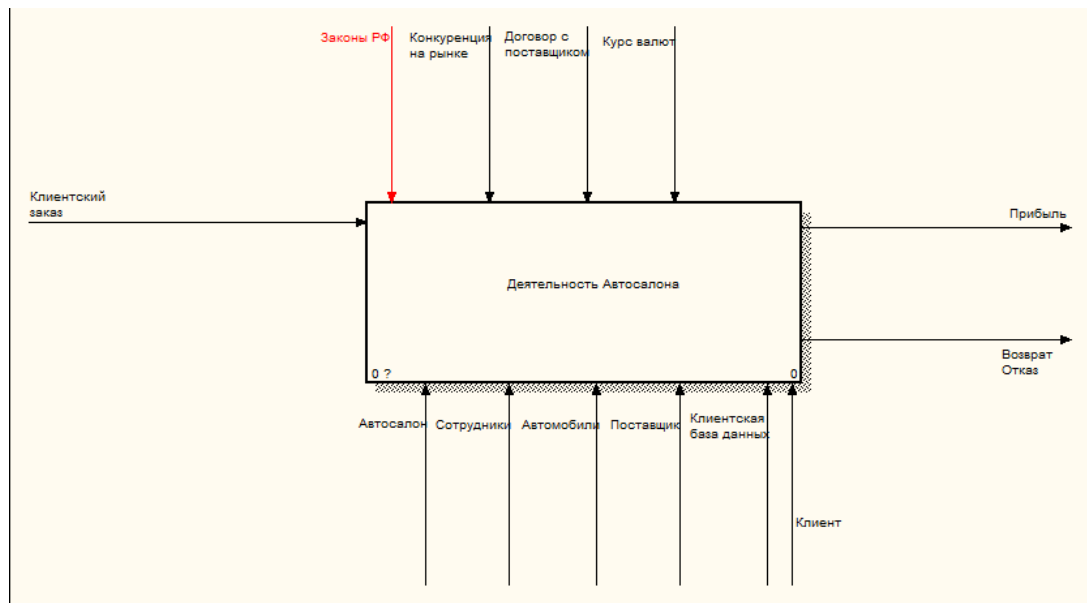 Законы РФ
Конкуренция
на рынке
Договор с
поставщиком
Курс валют
Клиентский
заказ
Прибыль
Деятельность Автосалона
Возврат
Отказ
0 ?
0
Автосалон
Сотрудники
Автомобили
Поставщик
Клиентская
база данных
Клиент